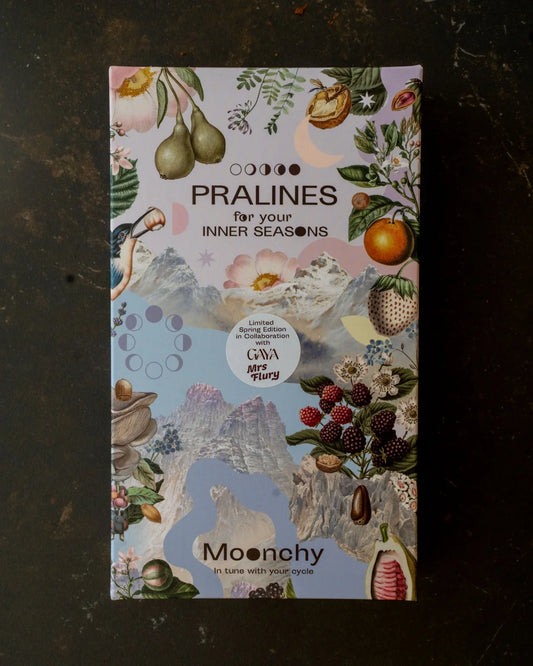 PRALINES
for your
INNER SEASONS
Limited
Spring Edition
in Collaboration
with
GAYA
Mrs
Flury
Moonchy
In tune with your cycle